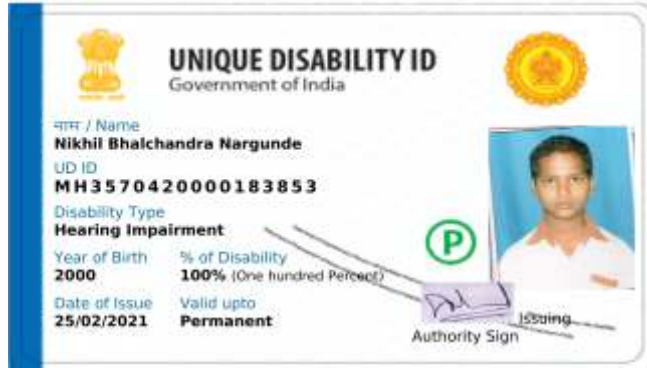 UNIQUE DISABILITY ID
Government of India
नाम / Name
Nikhil Bhalchandra Nargunde
UD ID
MH3570420000183853
Disability Type
Hearing Impairment
Year of Birth % of Disability
2000 100% (One hundred Percent)
P
Date of Issue Valid upto
25/02/2021 Permanent
Issuing
Authority Sign